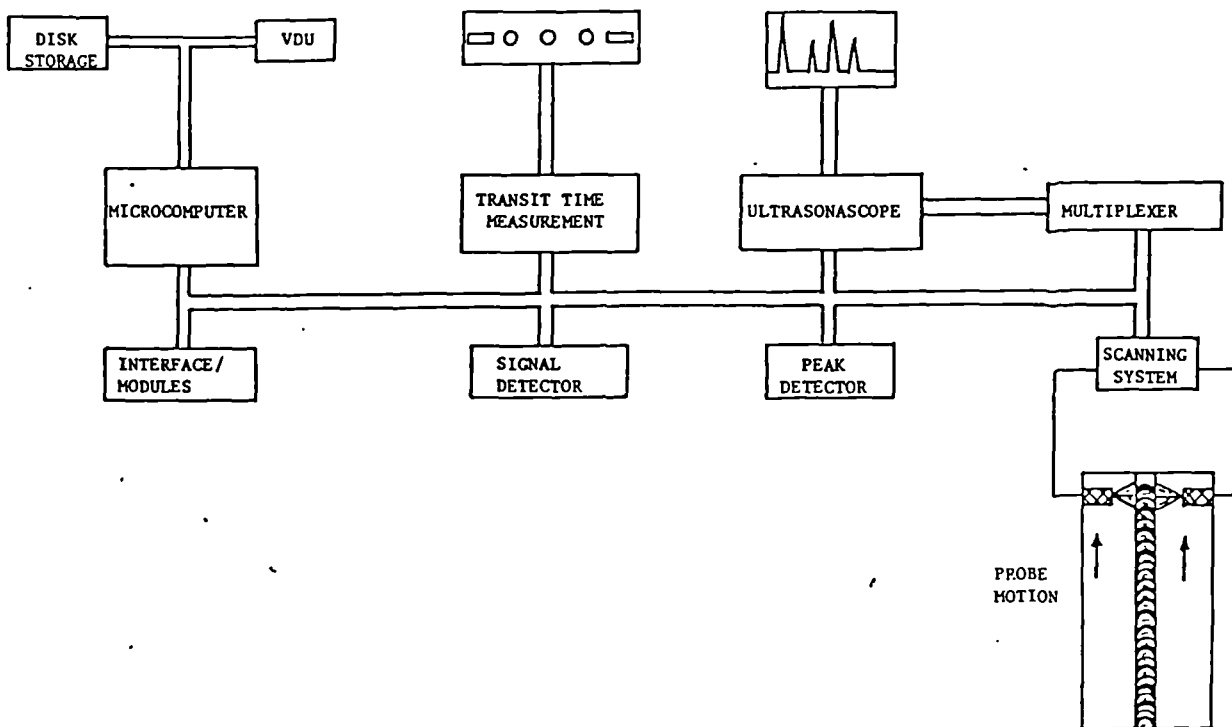 DISK
STORAGE
VDU
MICROCOMPUTER
TRANSIT TIME
MEASUREMENT
ULTRASONASCOPE
MULTIPLEXER
INTERFACE/
MODULES
SIGNAL
DETECTOR
PEAK
DETECTOR
SCANNING
SYSTEM
PROBE
MOTION